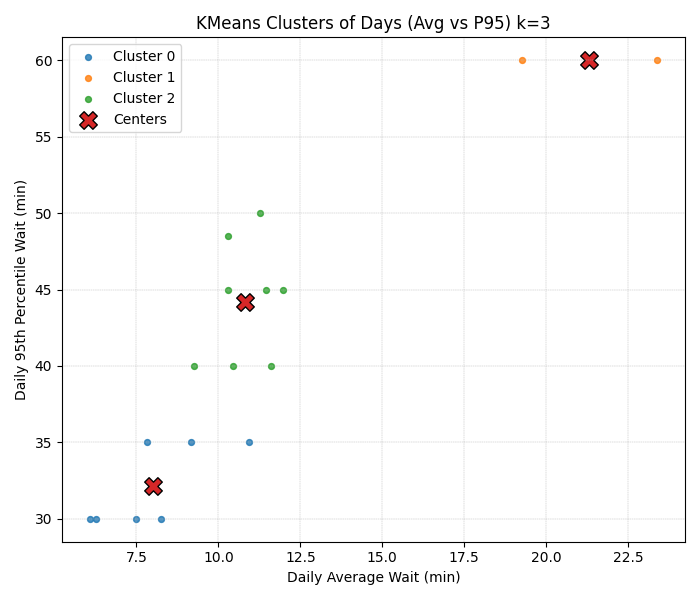 KMeans Clusters of Days (Avg vs P95) k=3
Cluster 0
Cluster 1
Cluster 2
Centers
Daily 95th Percentile Wait (min)
60
55
50
45
40
35
30
7.5 10.0 12.5 15.0 17.5 20.0 22.5
Daily Average Wait (min)